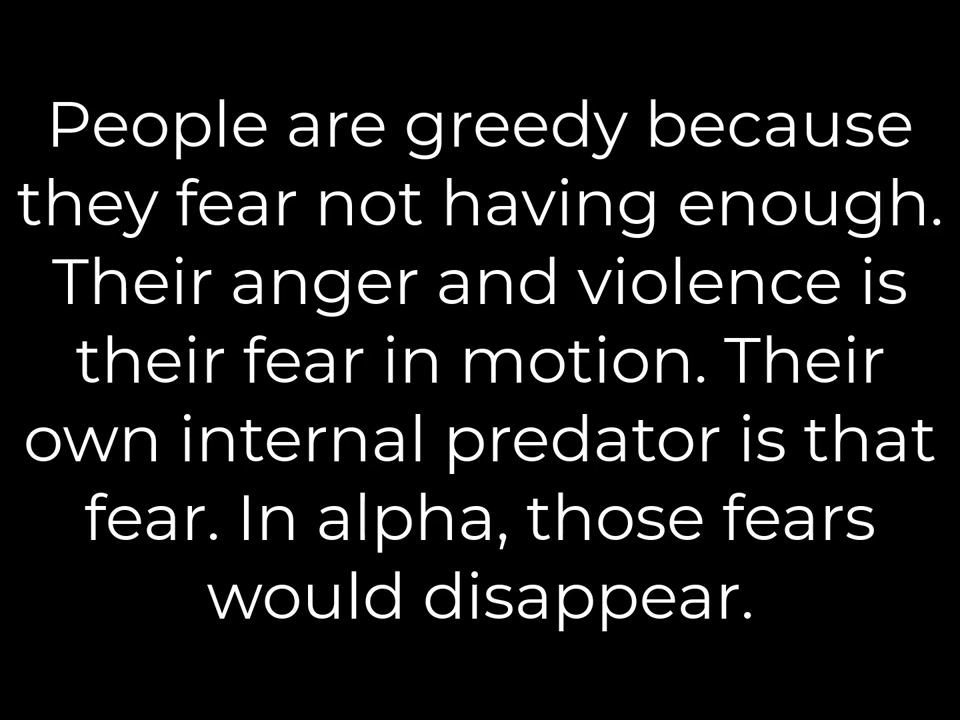 People are greedy because
they fear not having enough.
Their anger and violence is
their fear in motion. Their
own internal predator is that
fear. In alpha, those fears
would disappear.